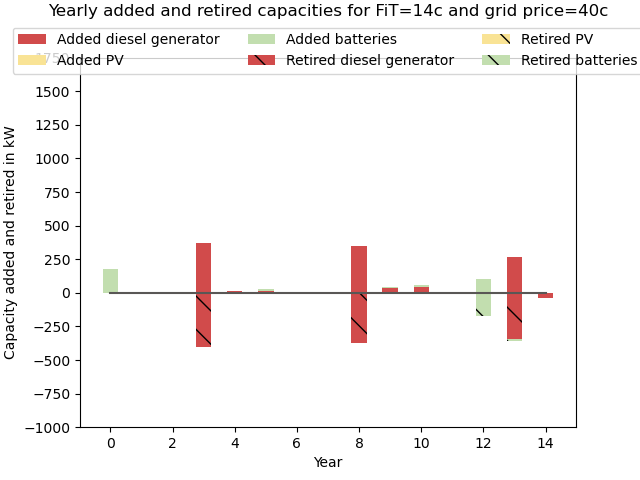 Yearly added and retired capacities for FiT=14c and grid price=40c
Added diesel generator
Added PV
Added batteries
Retired diesel generator
Retired PV
Retired batteries
1750
1500
1250
1000
750
500
250
0
−250
−500
−750
−1000
Capacity added and retired in kW
0 2 4 6 8 10 12 14
Year